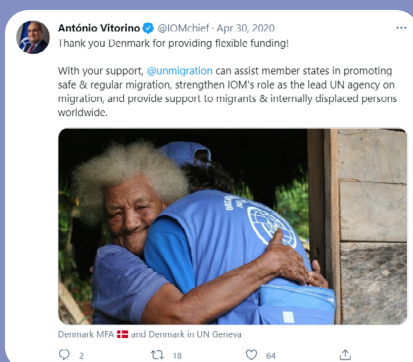 António Vitorino @IOMchief · Apr 30, 2020
Thank you Denmark for providing flexible funding!
With your support, @unmigration can assist member states in promoting
safe & regular migration, strengthen IOM's role as the lead UN agency on
migration, and provide support to migrants & internally displaced persons
worldwide.
Denmark MFA 🇩🇰 and Denmark in UN Geneva
2 18 64